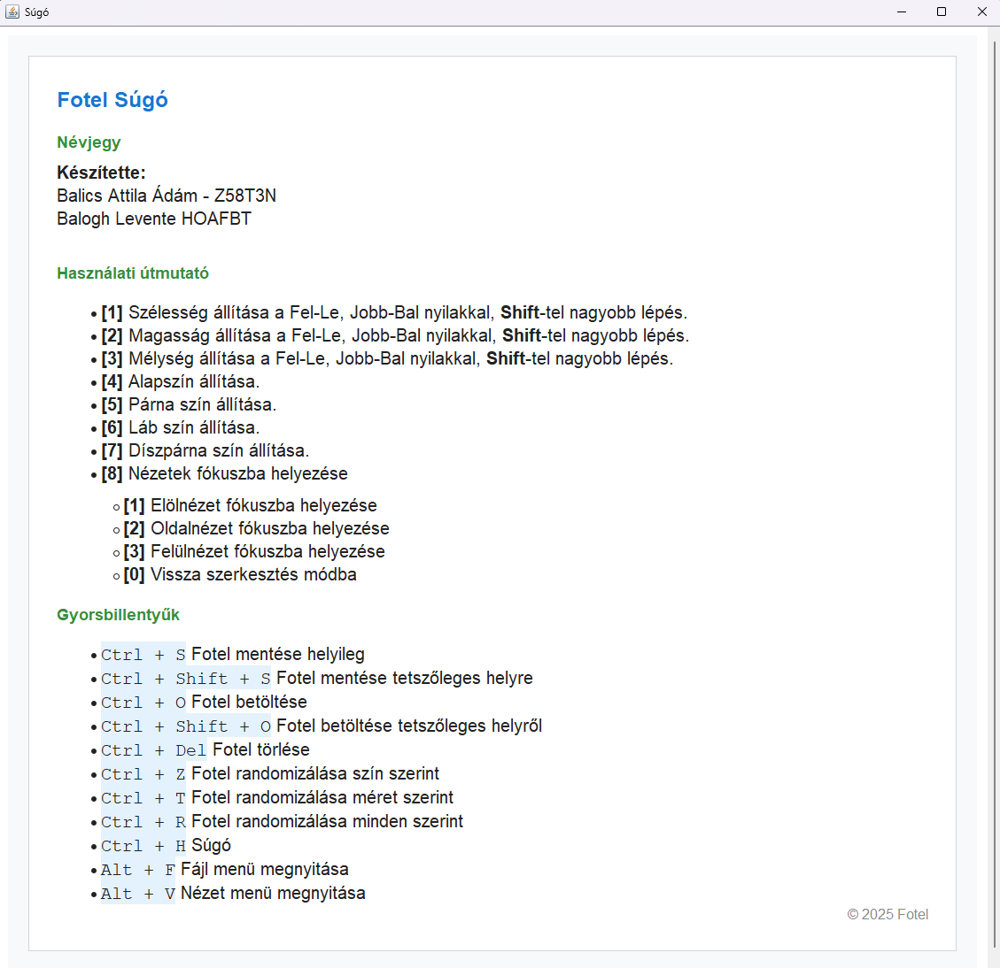 Súgó
Fotel Súgó
Névjegy
Készítette:
Balics Attila Ádám - Z58T3N
Balogh Levente HOAFBT
Használati útmutató
[1] Szélesség állítása a Fel-Le, Jobb-Bal nyilakkal, Shift-tel nagyobb lépés.
[2] Magasság állítása a Fel-Le, Jobb-Bal nyilakkal, Shift-tel nagyobb lépés.
[3] Mélység állítása a Fel-Le, Jobb-Bal nyilakkal, Shift-tel nagyobb lépés.
[4] Alapszín állítása.
[5] Párna szín állítása.
[6] Láb szín állítása.
[7] Díszpárna szín állítása.
[8] Nézetek fókuszba helyezése
[1] Elölnézet fókuszba helyezése
[2] Oldalnézet fókuszba helyezése
[3] Felülnézet fókuszba helyezése
[0] Vissza szerkesztés módba
Gyorsbillentyűk
Ctrl + S Fotel mentése helyileg
Ctrl + Shift + S Fotel mentése tetszőleges helyre
Ctrl + O Fotel betöltése
Ctrl + Shift + O Fotel betöltése tetszőleges helyről
Ctrl + Del Fotel törlése
Ctrl + Z Fotel randomizálása szín szerint
Ctrl + T Fotel randomizálása méret szerint
Ctrl + R Fotel randomizálása minden szerint
Ctrl + H Súgó
Alt + F Fájl menü megnyitása
Alt + V Nézet menü megnyitása
© 2025 Fotel